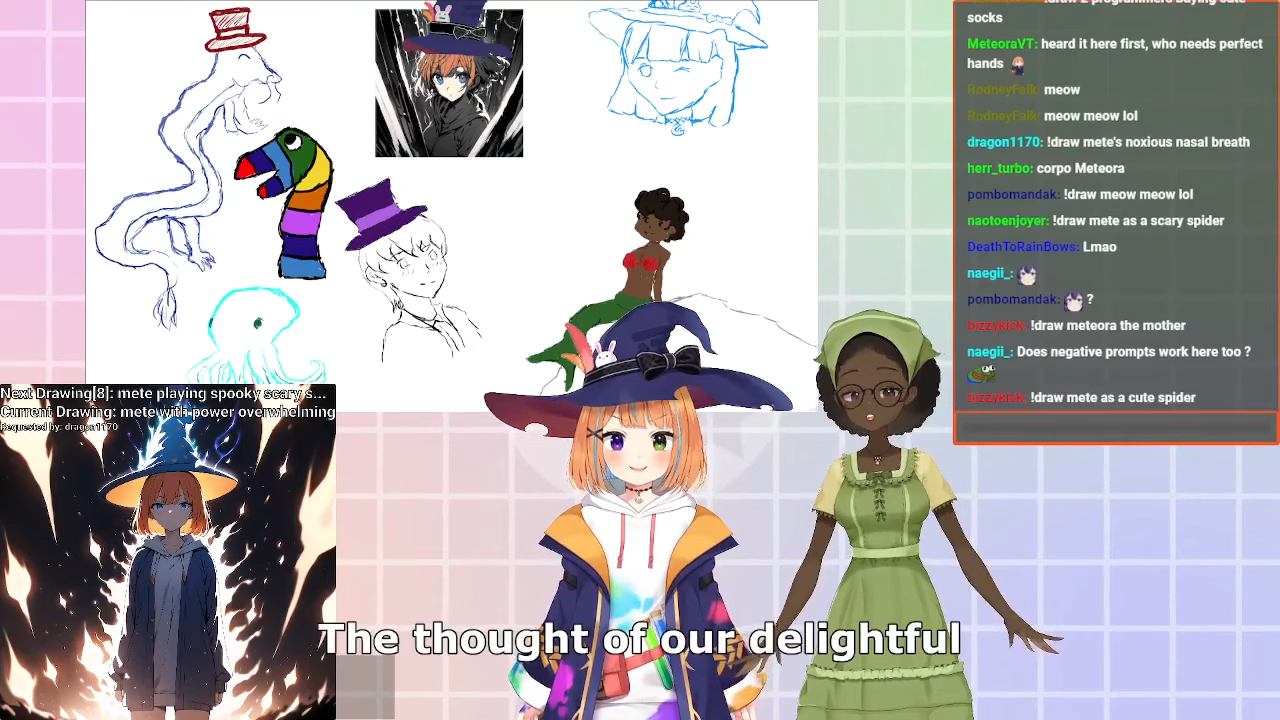 socks
MeteoraVT: heard it here first, who needs perfect
hands
RodneyFalk: meow
RodneyFalk: meow meow lol
dragon1170: !draw mete's noxious nasal breath
herr_turbo: corpo Meteora
pombomandak: !draw meow meow lol
naotoenjoyer: !draw mete as a scary spider
DeathToRainBows: Lmao
naegii_:
pombomandak: ?
bizzykick: !draw meteora the mother
naegii_: Does negative prompts work here too ?
bizzykick: !draw mete as a cute spider
Next Drawing[8]: mete playing spooky scary s...
Current Drawing: mete with power overwhelming
Requested by: dragon1170
The thought of our delightful